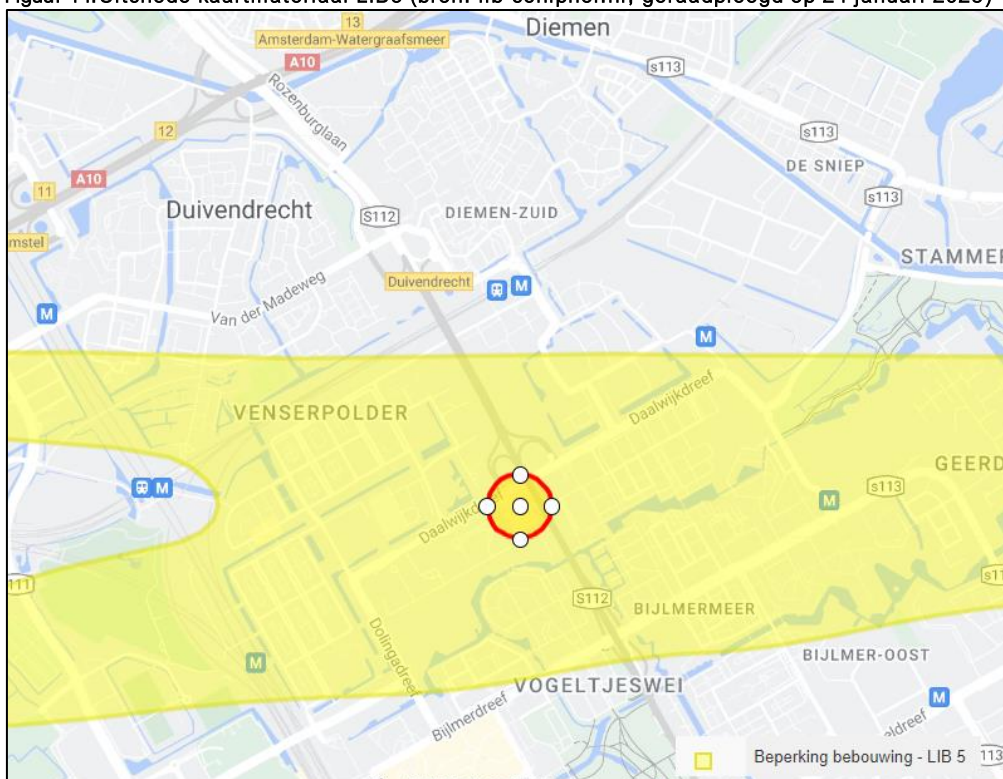 13
Diemen
Amsterdam-Watergraafsmeer
A10
s113
Rozenburglaan
12
s113
DE SNIEP
A10
11
s113
Duivendrecht
S112
DIEMEN-ZUID
mstel
STAMMER
Duivendrecht
M
Van der Madeweg
M
M
Daalwijkdreef
VENSERPOLDER
GEERD
M
s113
M
Daalwijkd
S112
s11
111
BIJLMERMEER
Dolingadreef
BIJLMER-OOST
M
VOGELTJESWEI
M
Bijlmerdreef
eldreef
Beperking bebouwing - LIB 5
113